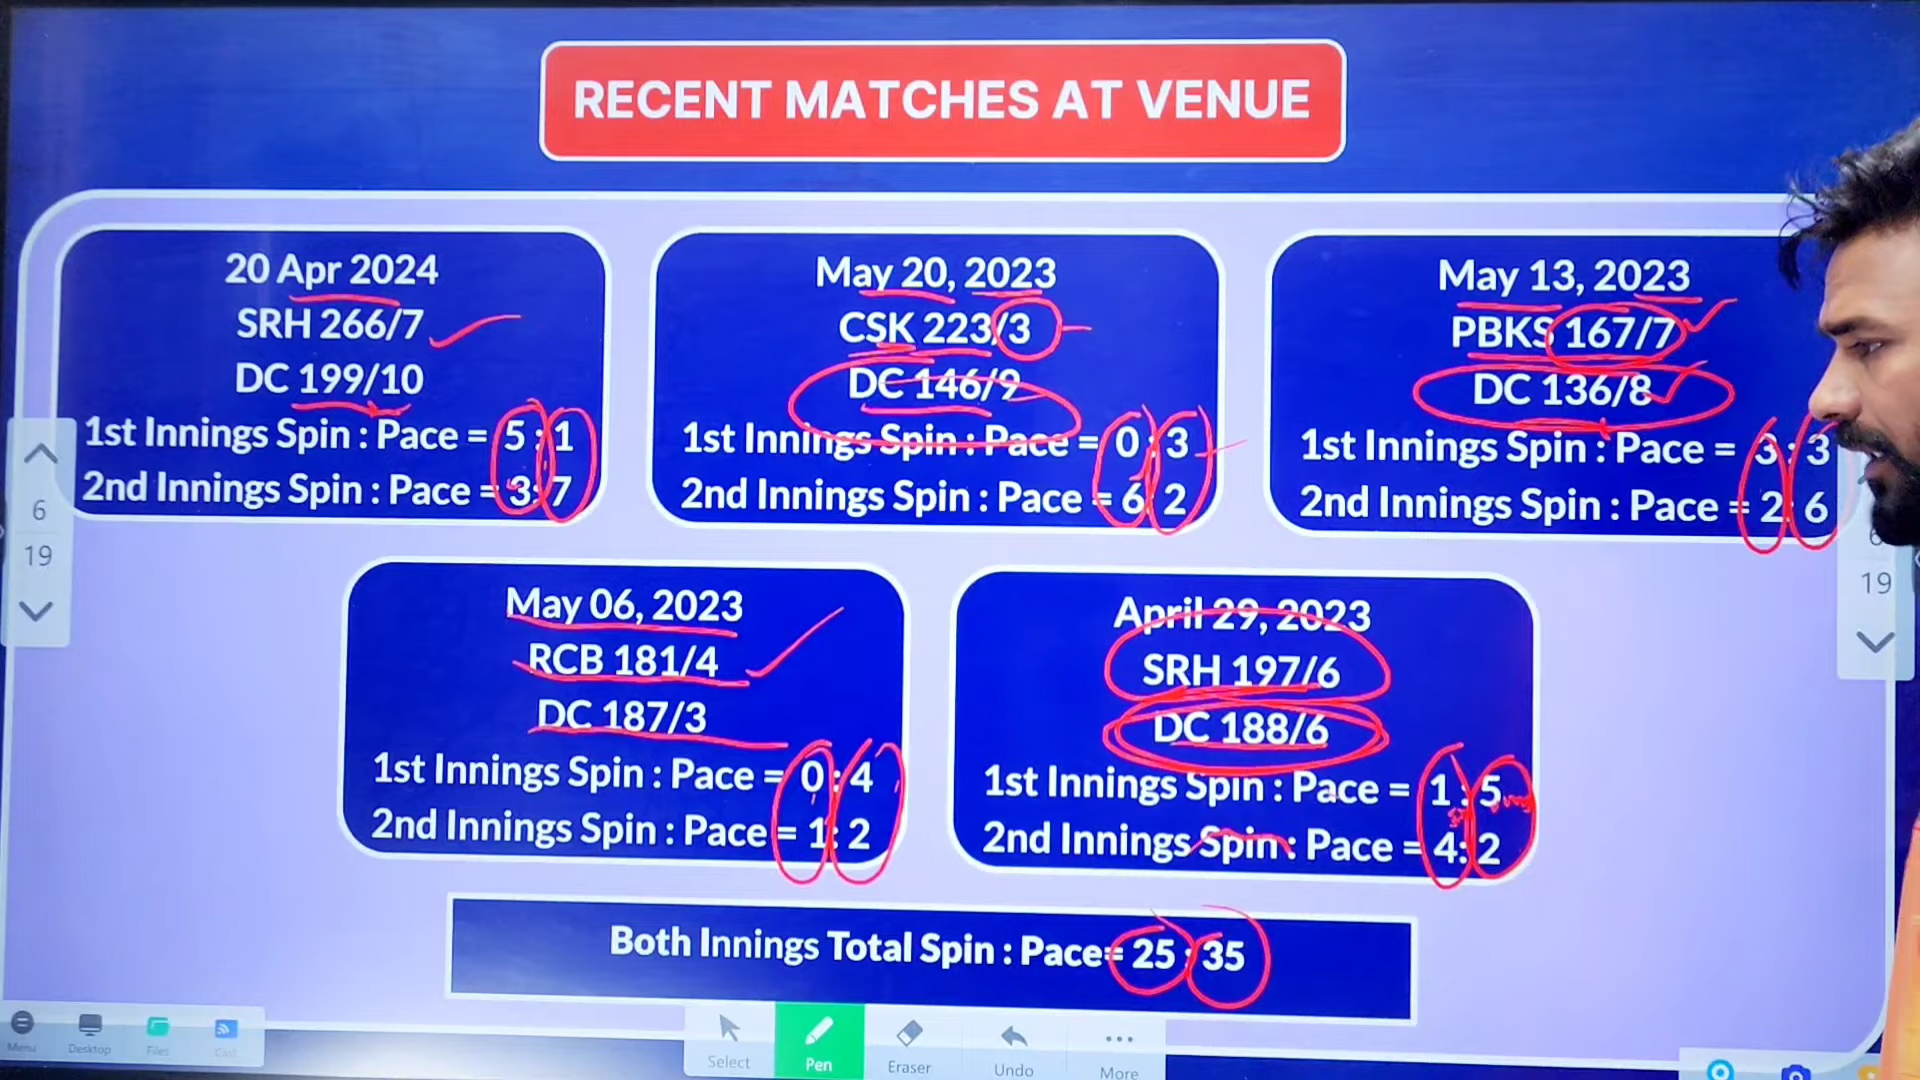 RECENT MATCHES AT VENUE
20 Apr 2024
SRH 266/7
DC 199/10
1st Innings Spin : Pace = 5 : 1
2nd Innings Spin : Pace = 3: 7
May 20, 2023
CSK 223/3
DC 146/9
1st Innings Spin : Pace = 0 : 3
2nd Innings Spin : Pace = 6: 2
May 13, 2023
PBKS 167/7
DC 136/8
1st Innings Spin : Pace = 3: 3
2nd Innings Spin : Pace = 2: 6
6
19
6
19
May 06, 2023
RCB 181/4
DC 187/3
1st Innings Spin : Pace = 0 : 4
2nd Innings Spin : Pace = 1: 2
April 29, 2023
SRH 197/6
DC 188/6
1st Innings Spin : Pace = 1 : 5
2nd Innings Spin : Pace = 4: 2
Both Innings Total Spin : Pace= 25 : 35
Menu
Desktop
Files
Cast
Select
Pen
Eraser
Undo
More